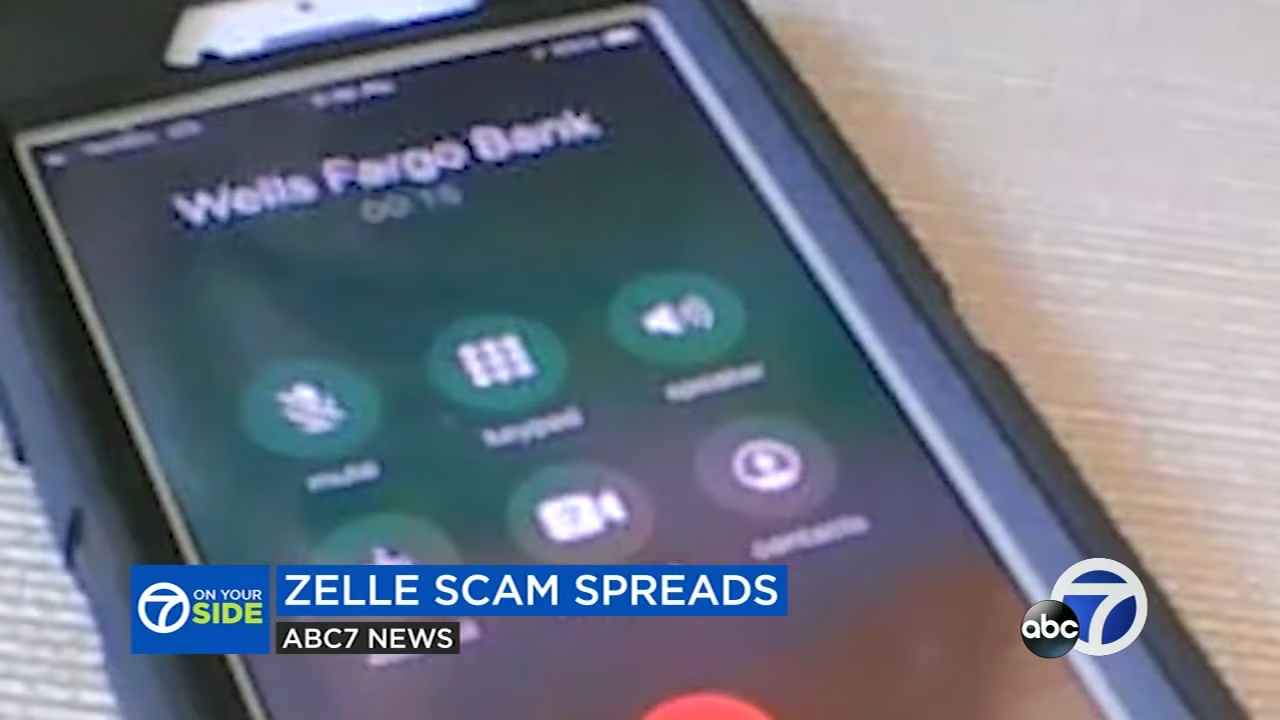 Wells Fargo Bank
mute
keypad
speaker
contacts
7 ON YOUR SIDE
ZELLE SCAM SPREADS
ABC7 NEWS
abc 7